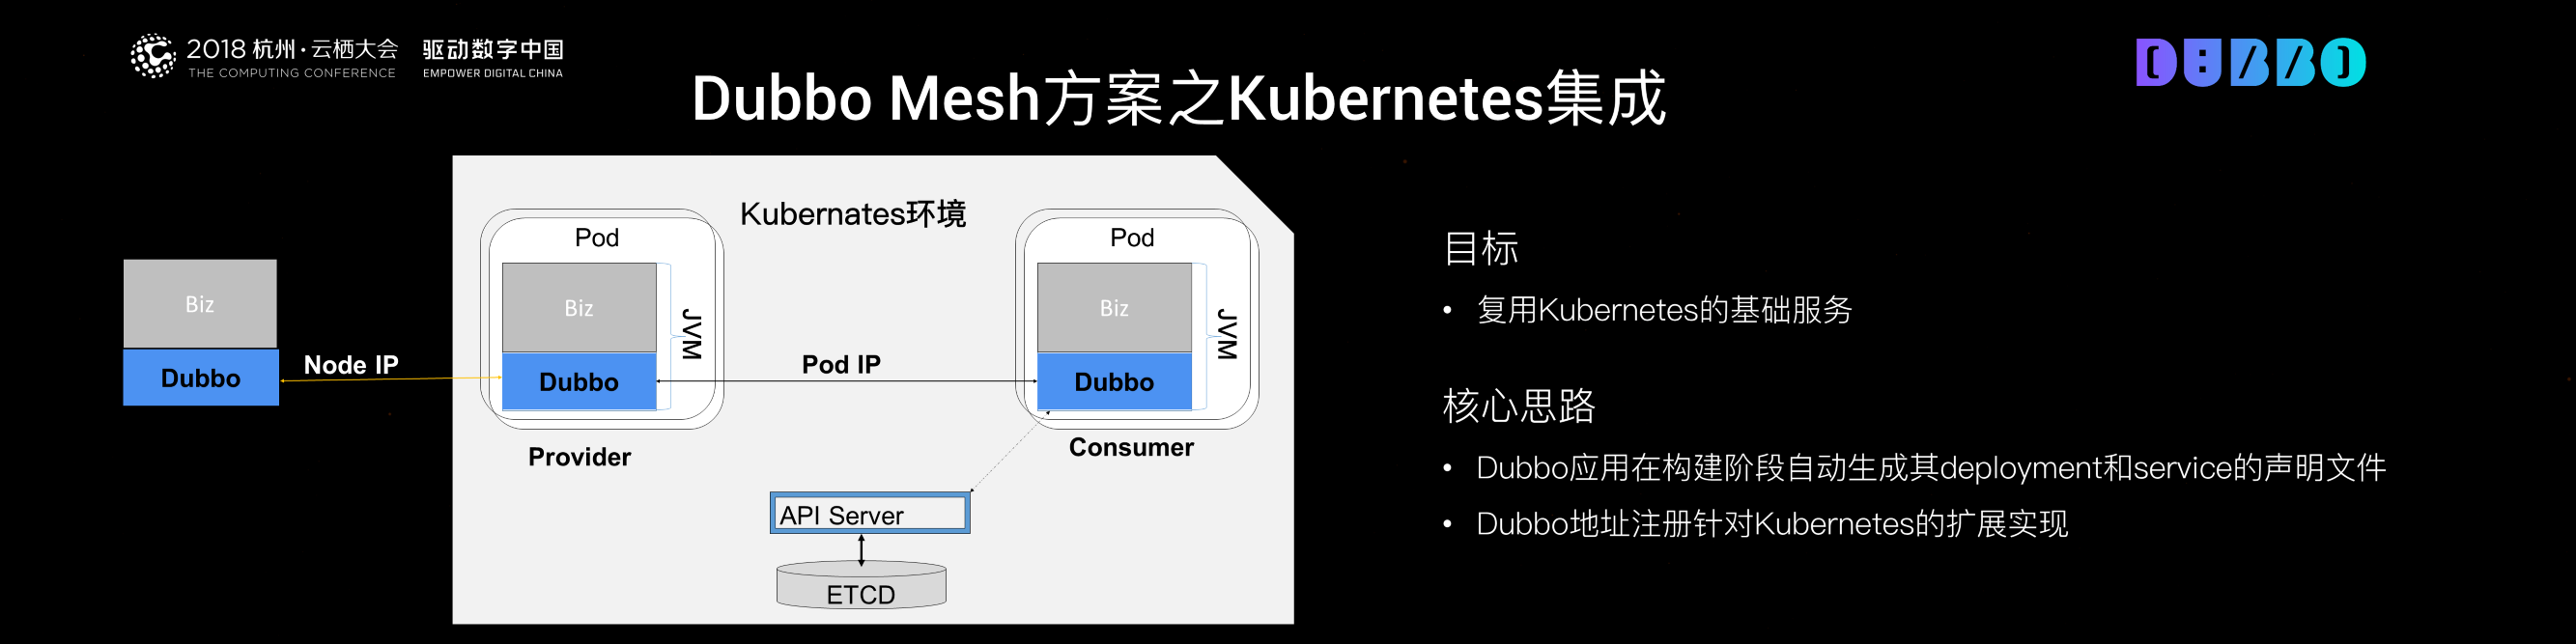 2018 杭州·云栖大会
THE COMPUTING CONFERENCE
驱动数字中国
EMPOWER DIGITAL CHINA
DUBBO
Dubbo Mesh方案之Kubernetes集成
Kubernates环境
Pod
Pod
Biz
Biz
Biz
JVM
JVM
Dubbo
Node IP
Dubbo
Pod IP
Dubbo
Provider
Consumer
API Server
ETCD
目标
• 复用Kubernetes的基础服务
核心思路
• Dubbo应用在构建阶段自动生成其deployment和service的声明文件
• Dubbo地址注册针对Kubernetes的扩展实现